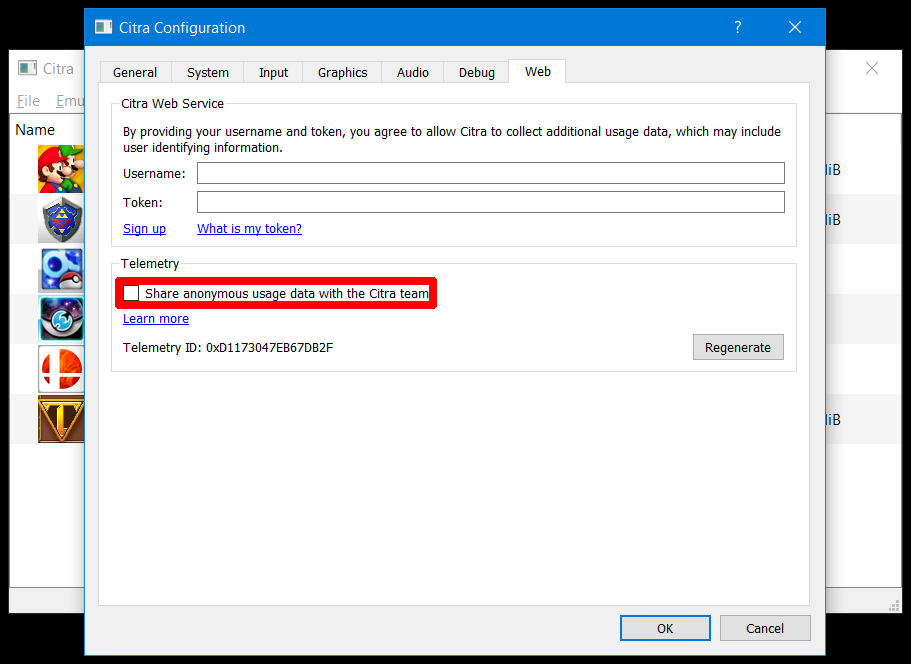 Citra Configuration
?
Citra
File Emu
Name
General System Input Graphics Audio Debug Web
Citra Web Service
By providing your username and token, you agree to allow Citra to collect additional usage data, which may include
user identifying information.
Username:
Token:
Sign up What is my token?
Telemetry
Share anonymous usage data with the Citra team
Learn more
Telemetry ID: 0xD1173047EB67DB2F
Regenerate
OK Cancel